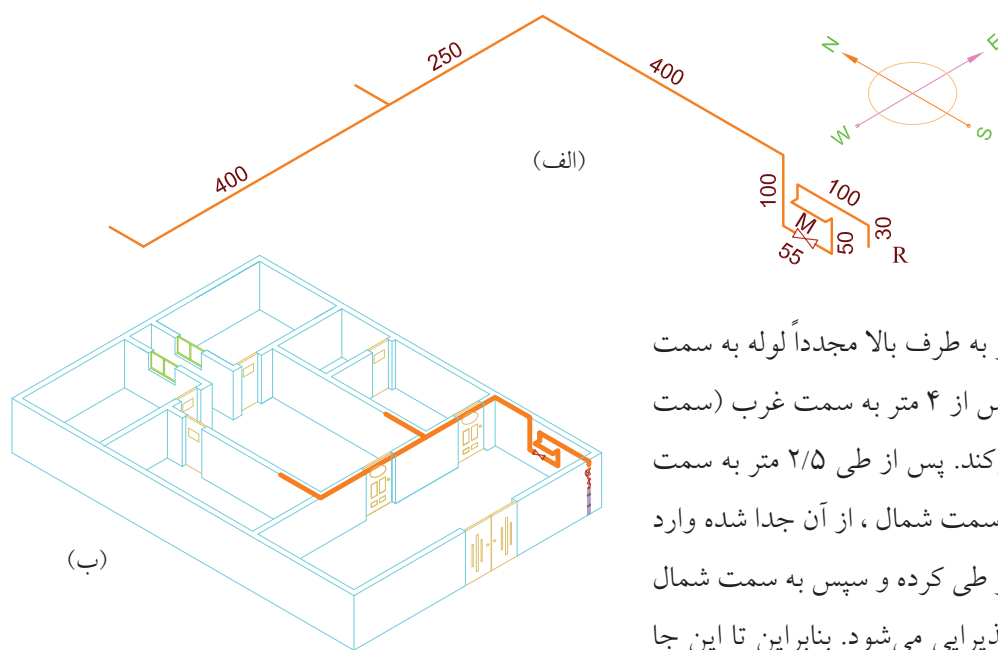 400
250
400
N
E
W
S
(الف)
100
M
55
50
100
30
R
(ب)
به طرف بالا مجدداً لوله به سمت
س از ۴ متر به سمت غرب (سمت
کند. پس از طی ۲/۵ متر به سمت
سمت شمال ، از آن جدا شده وارد
طی کرده و سپس به سمت شمال
ذیرایی می‌شود. بنابراین تا این جا